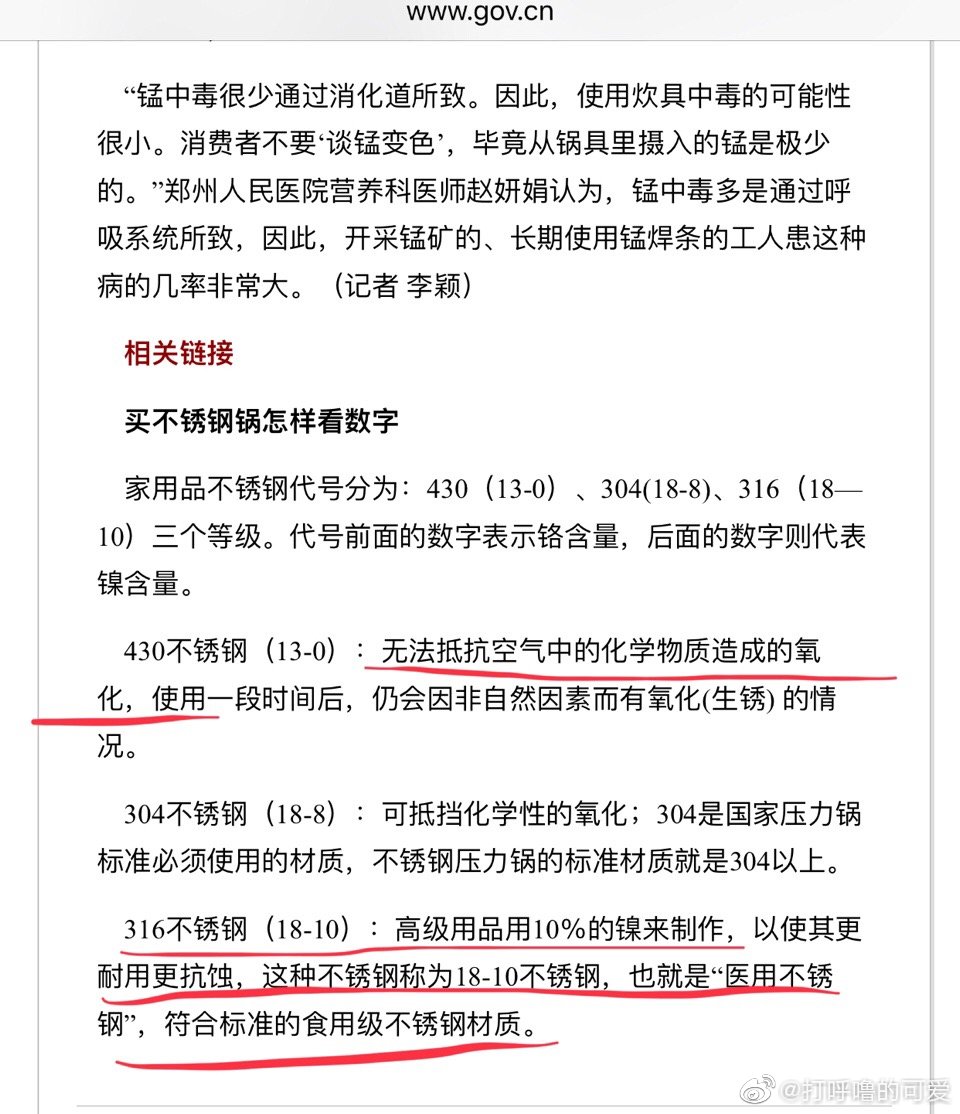 www.gov.cn
“锰中毒很少通过消化道所致。因此，使用炊具中毒的可能性
很小。消费者不要‘谈锰变色’，毕竟从锅具里摄入的锰是极少
的。”郑州人民医院营养科医师赵妍娟认为，锰中毒多是通过呼
吸系统所致，因此，开采锰矿的、长期使用锰焊条的工人患这种
病的几率非常大。（记者 李颖）
相关链接
买不锈钢锅怎样看数字
家用品不锈钢代号分为：430（13-0）、304(18-8)、316（18—
10）三个等级。代号前面的数字表示铬含量，后面的数字则代表
镍含量。
430不锈钢（13-0）：无法抵抗空气中的化学物质造成的氧
化，使用一段时间后，仍会因非自然因素而有氧化(生锈) 的情
况。
304不锈钢（18-8）：可抵挡化学性的氧化；304是国家压力锅
标准必须使用的材质，不锈钢压力锅的标准材质就是304以上。
316不锈钢（18-10）：高级用品用10%的镍来制作，以使其更
耐用更抗蚀，这种不锈钢称为18-10不锈钢，也就是“医用不锈
钢”，符合标准的食用级不锈钢材质。
@打呼噜的可爱